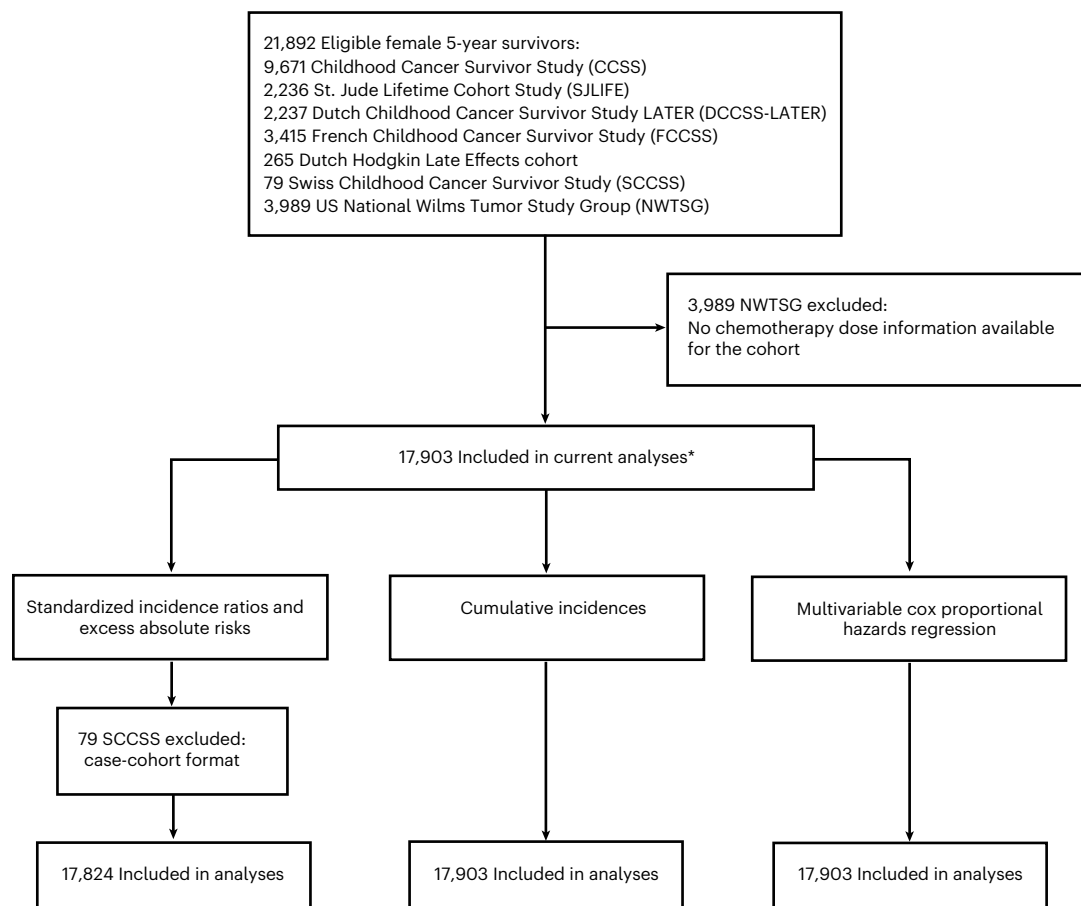 21,892 Eligible female 5-year survivors:
9,671 Childhood Cancer Survivor Study (CCSS)
2,236 St. Jude Lifetime Cohort Study (SJLIFE)
2,237 Dutch Childhood Cancer Survivor Study LATER (DCCSS-LATER)
3,415 French Childhood Cancer Survivor Study (FCCSS)
265 Dutch Hodgkin Late Effects cohort
79 Swiss Childhood Cancer Survivor Study (SCCSS)
3,989 US National Wilms Tumor Study Group (NWTSG)
3,989 NWTSG excluded:
No chemotherapy dose information available
for the cohort
17,903 Included in current analyses*
Standardized incidence ratios and
excess absolute risks
Cumulative incidences
Multivariable cox proportional
hazards regression
79 SCCSS excluded:
case-cohort format
17,824 Included in analyses
17,903 Included in analyses
17,903 Included in analyses